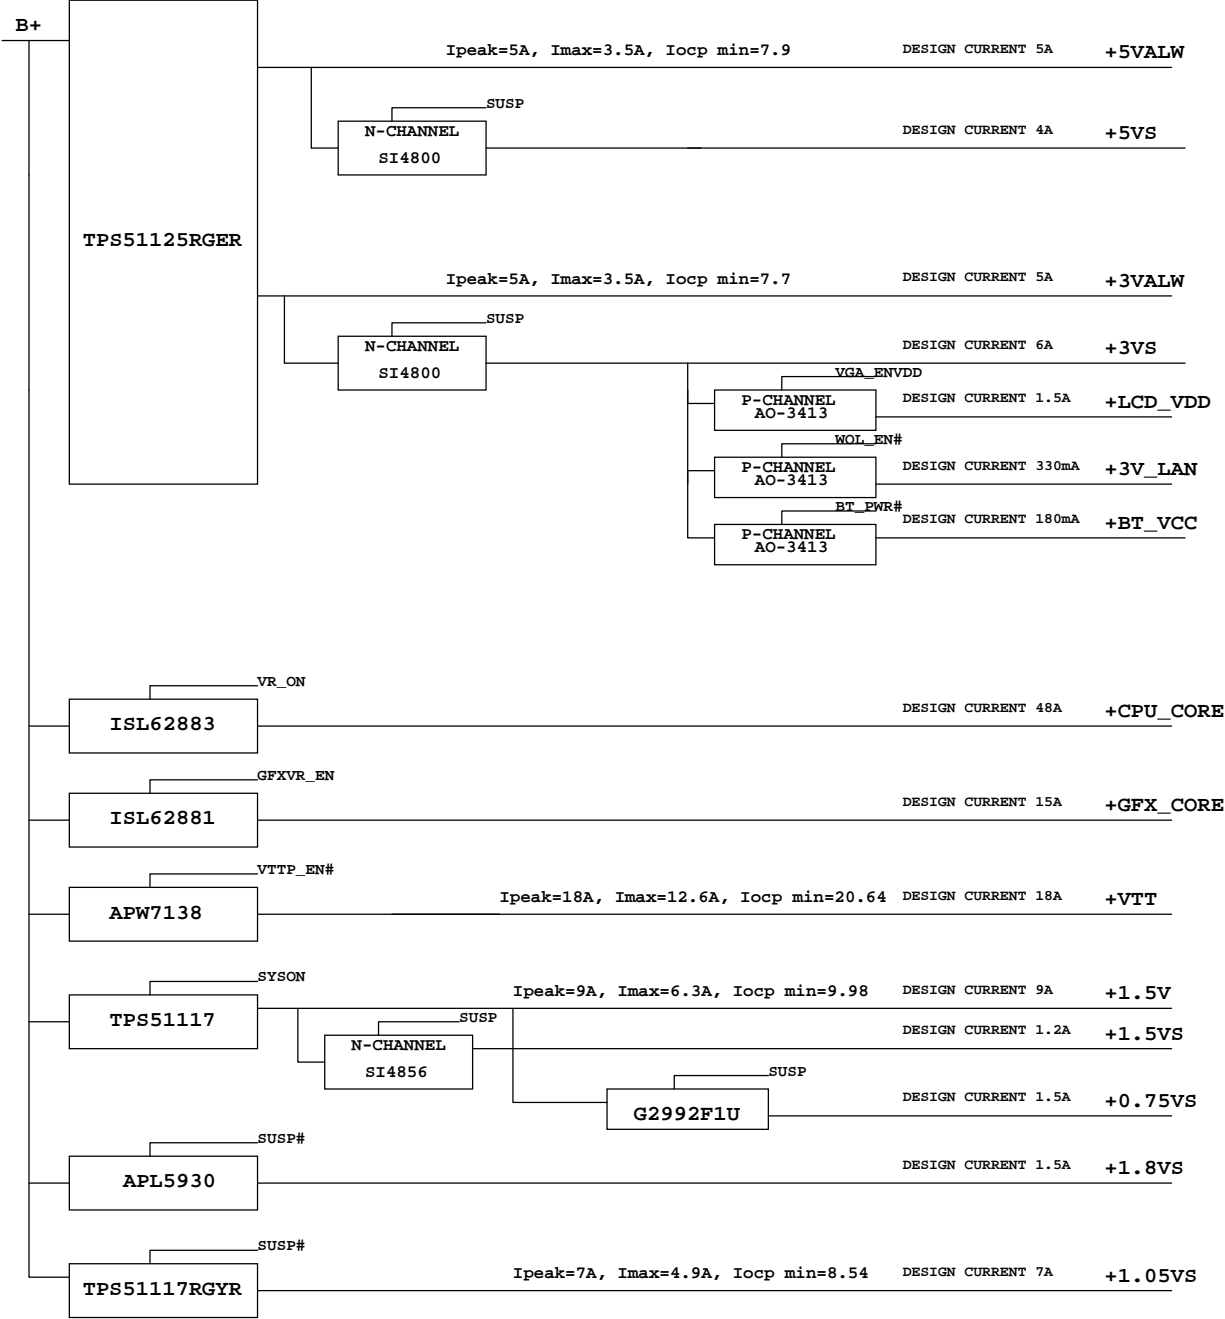 B+
Ipeak=5A, Imax=3.5A, Iocp min=7.9 DESIGN CURRENT 5A +5VALW
SUSP
N-CHANNEL
SI4800
DESIGN CURRENT 4A +5VS
TPS51125RGER
Ipeak=5A, Imax=3.5A, Iocp min=7.7 DESIGN CURRENT 5A +3VALW
SUSP
N-CHANNEL
SI4800
DESIGN CURRENT 6A +3VS
VGA_ENVDD
P-CHANNEL
AO-3413
DESIGN CURRENT 1.5A +LCD_VDD
WOL_EN#
P-CHANNEL
AO-3413
DESIGN CURRENT 330mA +3V_LAN
BT_PWR#
P-CHANNEL
AO-3413
DESIGN CURRENT 180mA +BT_VCC
VR_ON
ISL62883
DESIGN CURRENT 48A +CPU_CORE
GFXVR_EN
ISL62881
DESIGN CURRENT 15A +GFX_CORE
VTTP_EN#
APW7138
Ipeak=18A, Imax=12.6A, Iocp min=20.64 DESIGN CURRENT 18A +VTT
SYSON
TPS51117
Ipeak=9A, Imax=6.3A, Iocp min=9.98 DESIGN CURRENT 9A +1.5V
SUSP
N-CHANNEL
SI4856
DESIGN CURRENT 1.2A +1.5VS
SUSP
G2992F1U
DESIGN CURRENT 1.5A +0.75VS
SUSP#
APL5930
DESIGN CURRENT 1.5A +1.8VS
SUSP#
TPS51117RGYR
Ipeak=7A, Imax=4.9A, Iocp min=8.54 DESIGN CURRENT 7A +1.05VS